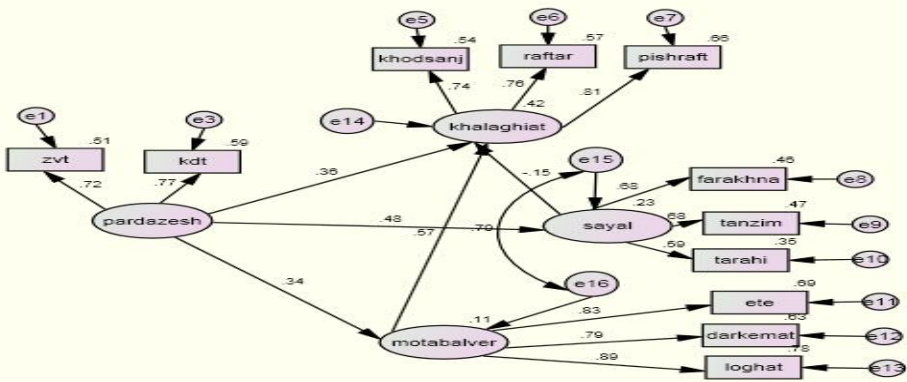 e5
e6
e7
.54
.57
.66
khodsanj
raftar
pishraft
.74
.76
.81
e1
e3
.42
e14
khalaghiat
.51
.59
zvt
kdt
e15
.72
.77
.36
-.15
.68
.46
farakhna
e8
pardazesh
.48
.23
sayal
.68
.47
tanzim
e9
.57
.79
.59
.35
tarahi
e10
.34
e16
.69
ete
e11
.11
.83
motabalver
.79
.63
darkemat
e12
.89
.78
loghat
e13